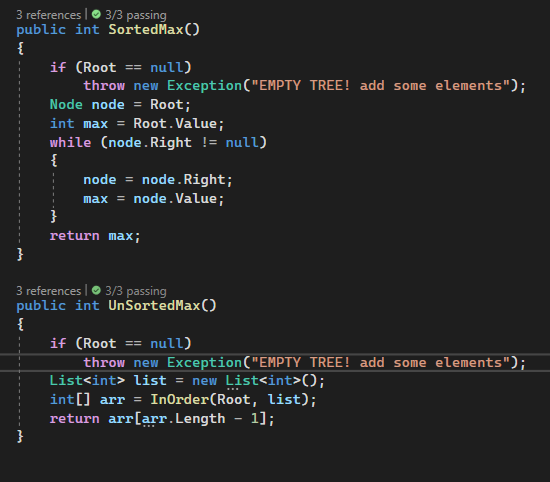 3 references | 3/3 passing
public int SortedMax()
{
    if (Root == null)
        throw new Exception("EMPTY TREE! add some elements");
    Node node = Root;
    int max = Root.Value;
    while (node.Right != null)
    {
        node = node.Right;
        max = node.Value;
    }
    return max;
}
3 references | 3/3 passing
public int UnSortedMax()
{
    if (Root == null)
        throw new Exception("EMPTY TREE! add some elements");
    List<int> list = new List<int>();
    int[] arr = InOrder(Root, list);
    return arr[arr.Length - 1];
}